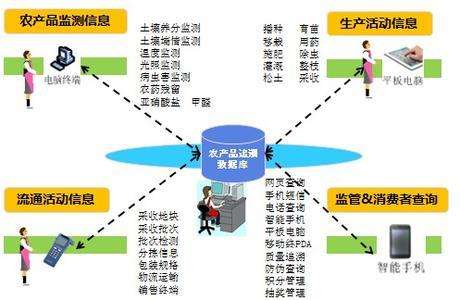 农产品监测信息
电脑终端
土壤养分监测
土壤墒情监测
温度监测
光照监测
病虫害监测
农药残留
亚硝酸盐 甲醛
生产活动信息
播种 育苗
移栽 用药
施肥 除虫
灌溉 整枝
松土 采收
平板电脑
农产品追溯
数据库
流通活动信息
采收地块
采收批次
批次检测
分拣信息
包装规格
物流运输
销售终端
网页查询
手机短信
电话查询
智能手机
平板电脑
移动终PDA
质量追溯
防伪查询
积分管理
抽奖管理
监管&消费者查询
智能手机